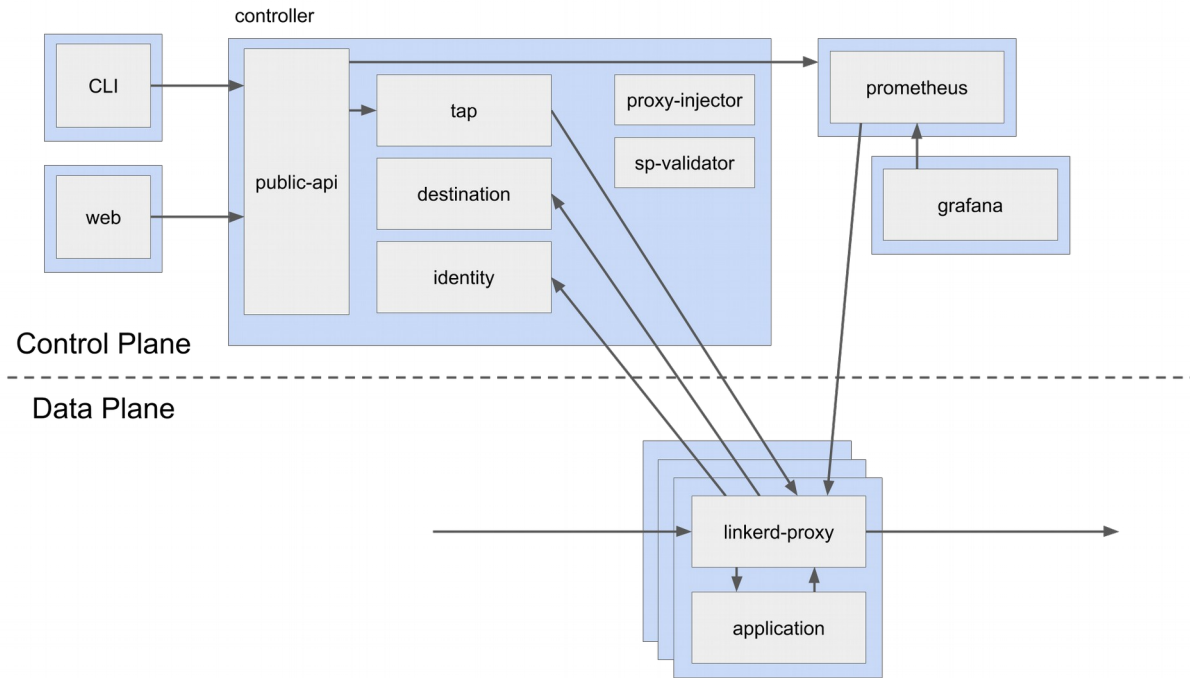 controller
CLI
web
public-api
tap
destination
identity
proxy-injector
sp-validator
prometheus
grafana
Control Plane
Data Plane
linkerd-proxy
application